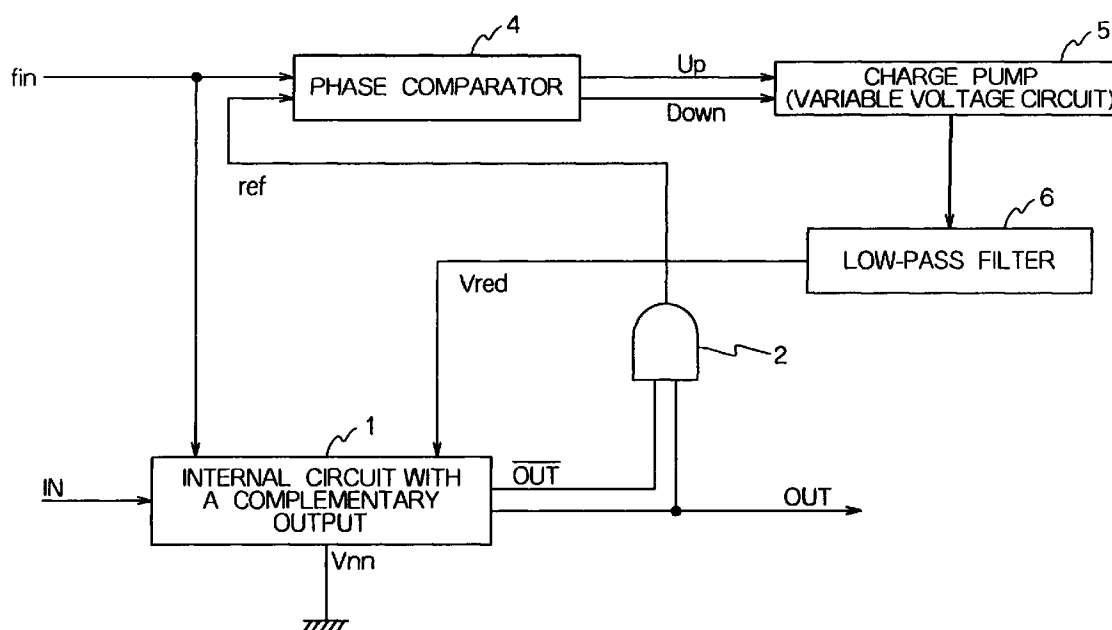 4
5
fin
PHASE COMPARATOR
Up
Down
CHARGE PUMP
(VARIABLE VOLTAGE CIRCUIT)
ref
6
LOW-PASS FILTER
Vred
2
1
IN
INTERNAL CIRCUIT WITH
A COMPLEMENTARY
OUTPUT
OUT
OUT
Vnn